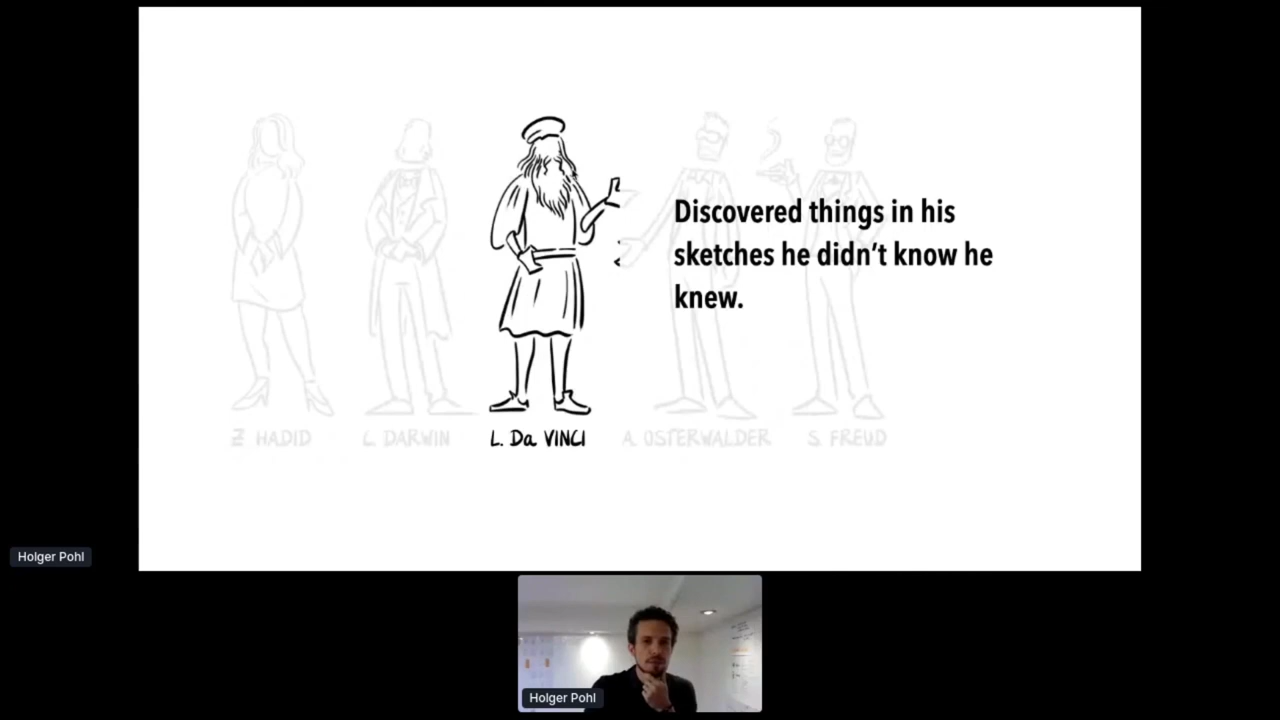 Discovered things in his
sketches he didn't know he
knew.
Z HADID
C. DARWIN
L. Da VINCI
A. OSTERWALDER
S. FREUD
Holger Pohl
Holger Pohl